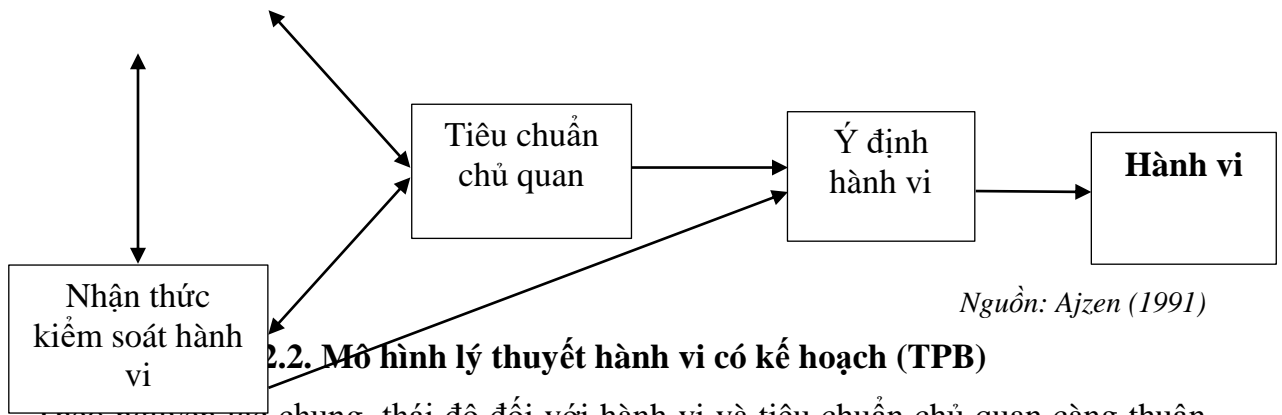 Tiêu chuẩn
chủ quan
Ý định
hành vi
Hành vi
Nhận thức
kiểm soát hành
vi
Nguồn: Ajzen (1991)
2.2. Mô hình lý thuyết hành vi có kế hoạch (TPB)
chung, thái độ đối với hành vi và tiêu chuẩn chủ quan càng thuận